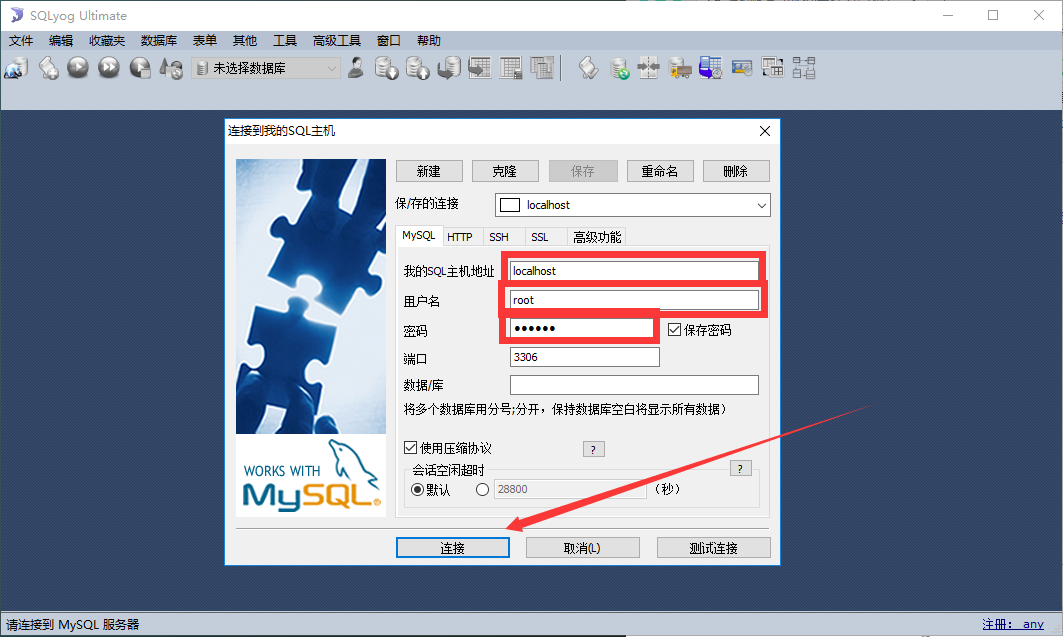 SQLyog Ultimate
文件 编辑 收藏夹 数据库 表单 其他 工具 高级工具 窗口 帮助
未选择数据库
连接到我的SQL主机
新建 克隆 保存 重命名 删除
保/存的连接 localhost
MySQL HTTP SSH SSL 高级功能
我的SQL主机地址 localhost
用户名 root
密码 ●●●●●● 保存密码
端口 3306
数据/库
将多个数据库用分号;分开，保持数据库空白将显示所有数据）
使用压缩协议 ?
会话空闲超时 ?
默认 28800 （秒）
WORKS WITH
MySQL®
连接 取消(L) 测试连接
请连接到 MySQL 服务器 注册： any